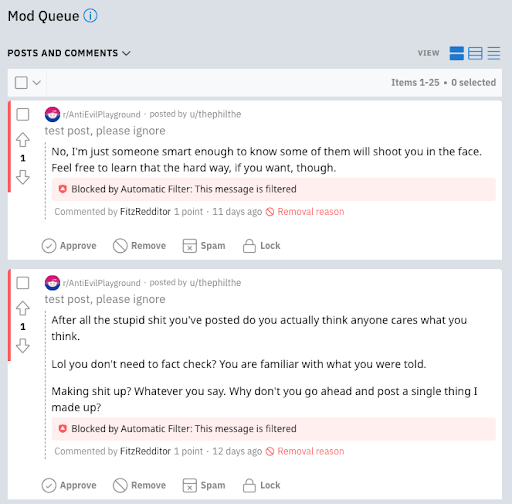 Mod Queue
POSTS AND COMMENTS
VIEW
Items 1-25 • 0 selected
r/AntiEvilPlayground · posted by u/thephilthe
test post, please ignore
1
No, I'm just someone smart enough to know some of them will shoot you in the face.
Feel free to learn that the hard way, if you want, though.
Blocked by Automatic Filter: This message is filtered
Commented by FitzRedditor 1 point · 11 days ago Removal reason
Approve Remove Spam Lock
r/AntiEvilPlayground · posted by u/thephilthe
test post, please ignore
1
After all the stupid shit you've posted do you actually think anyone cares what you
think.
Lol you don't need to fact check? You are familiar with what you were told.
Making shit up? Whatever you say. Why don't you go ahead and post a single thing I
made up?
Blocked by Automatic Filter: This message is filtered
Commented by FitzRedditor 1 point · 12 days ago Removal reason
Approve Remove Spam Lock